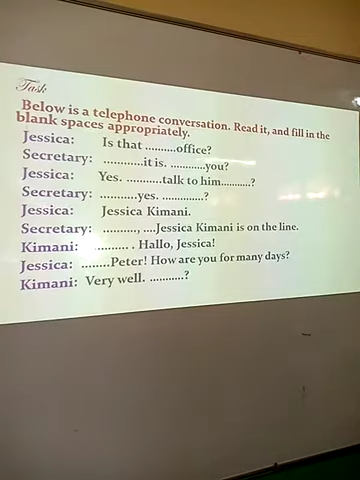 Task
Below is a telephone conversation. Read it, and fill in the
blank spaces appropriately.
Jessica: Is that ..........office?
Secretary: ............it is. ...........you?
Jessica: Yes. ...........talk to him..........?
Secretary: ...........yes. .............?
Jessica: Jessica Kimani.
Secretary: ..........., ....Jessica Kimani is on the line.
Kimani: ........... . Hallo, Jessica!
Jessica: .........Peter! How are you for many days?
Kimani: Very well. ...........?